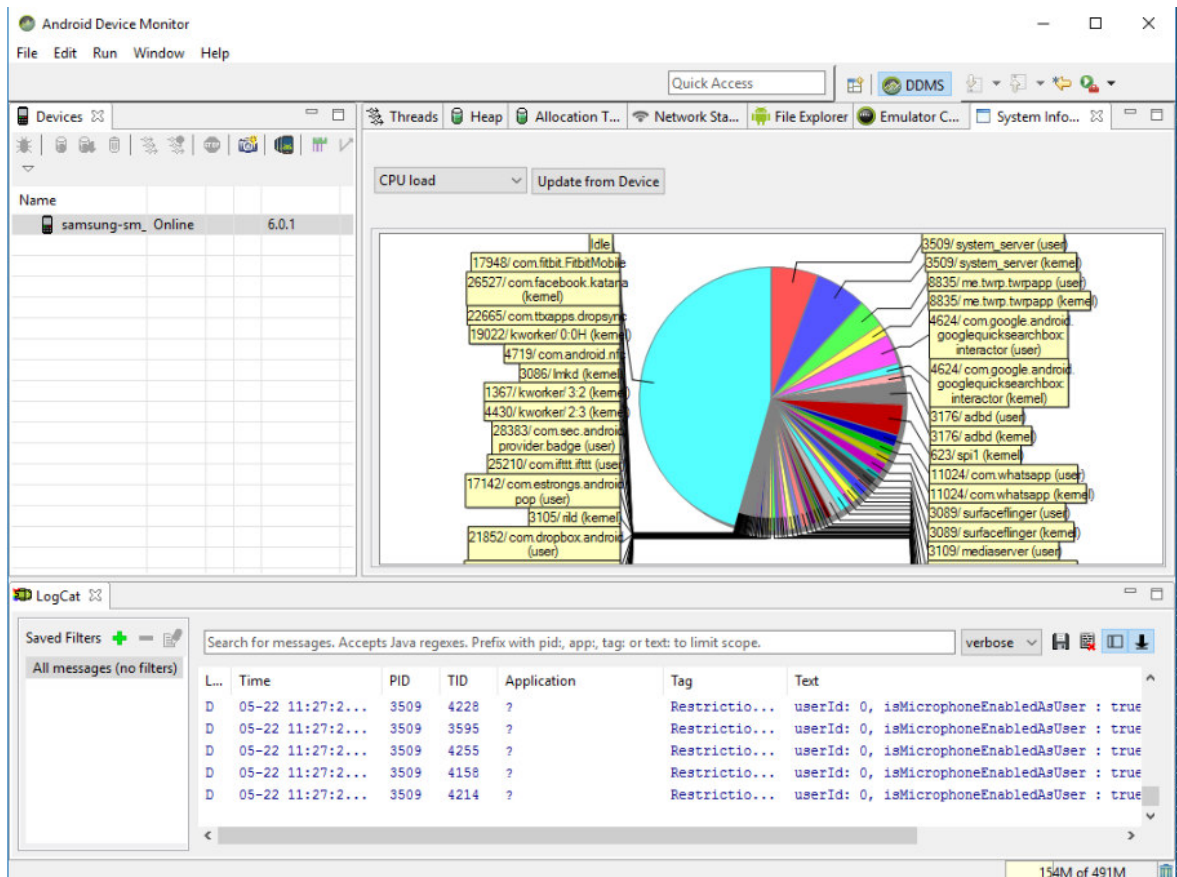 Android Device Monitor
File Edit Run Window Help
Quick Access
DDMS
Devices
Threads Heap Allocation T... Network Sta... File Explorer Emulator C... System Info...
CPU load Update from Device
Name
samsung-sm_ Online 6.0.1
Idle
17948/ com.fitbit.FitbitMobile
26527/ com.facebook.katana
(kernel)
22665/ com.ttxapps.dropsync
19022/ kworker/ 0:0H (kernel)
4719/ com.android.nfc
3086/ lmkd (kernel)
1367/ kworker/ 3:2 (kernel)
4430/ kworker/ 2:3 (kernel)
28383/ com.sec.android.
provider.badge (user)
25210/ com.ifttt.ifttt (user)
17142/ com.estrongs.android.
pop (user)
3105/ rild (kernel)
21852/ com.dropbox.android
(user)
3509/ system_server (user)
3509/ system_server (kernel)
8835/ me.twrp.twrpapp (user)
8835/ me.twrp.twrpapp (kernel)
4624/ com.google.android.
googlequicksearchbox:
interactor (user)
4624/ com.google.android.
googlequicksearchbox:
interactor (kernel)
3176/ adbd (user)
3176/ adbd (kernel)
623/ spi1 (kernel)
11024/ com.whatsapp (user)
11024/ com.whatsapp (kernel)
3089/ surfaceflinger (user)
3089/ surfaceflinger (kernel)
3109/ mediaserver (user)
LogCat
Saved Filters
All messages (no filters)
Search for messages. Accepts Java regexes. Prefix with pid:, app:, tag: or text: to limit scope. verbose
L... Time PID TID Application Tag Text
D 05-22 11:27:2... 3509 4228 ? Restrictio... userId: 0, isMicrophoneEnabledAsUser : true
D 05-22 11:27:2... 3509 3595 ? Restrictio... userId: 0, isMicrophoneEnabledAsUser : true
D 05-22 11:27:2... 3509 4255 ? Restrictio... userId: 0, isMicrophoneEnabledAsUser : true
D 05-22 11:27:2... 3509 4158 ? Restrictio... userId: 0, isMicrophoneEnabledAsUser : true
D 05-22 11:27:2... 3509 4214 ? Restrictio... userId: 0, isMicrophoneEnabledAsUser : true
154M of 491M